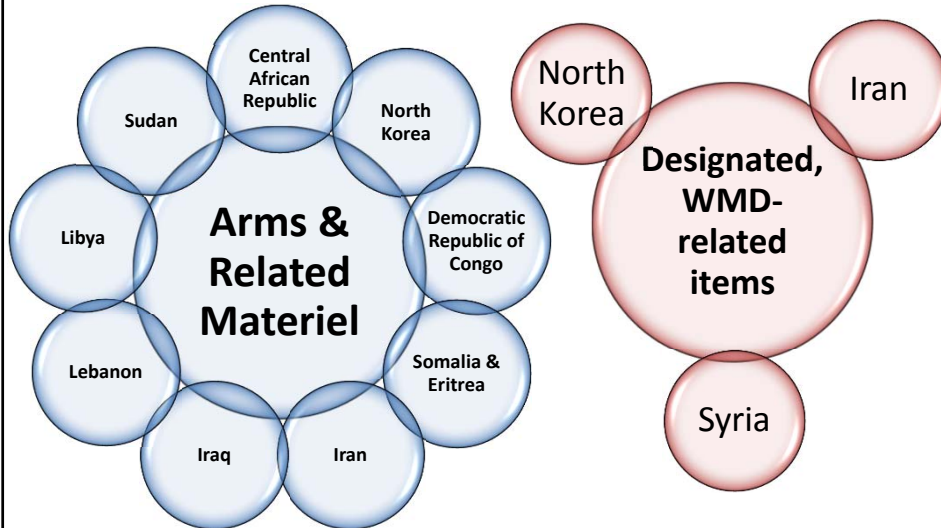 Arms &
Related
Materiel
Central
African
Republic
North
Korea
Democratic
Republic of
Congo
Somalia &
Eritrea
Iran
Iraq
Lebanon
Libya
Sudan
Designated,
WMD-
related
items
North
Korea
Iran
Syria